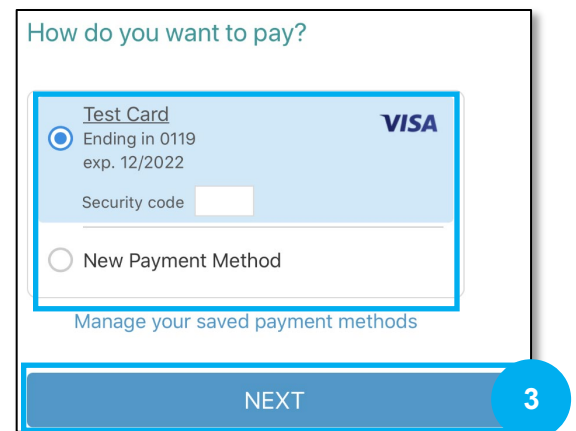 How do you want to pay?
Test Card
VISA
Ending in 0119
exp. 12/2022
Security code
New Payment Method
Manage your saved payment methods
NEXT
3